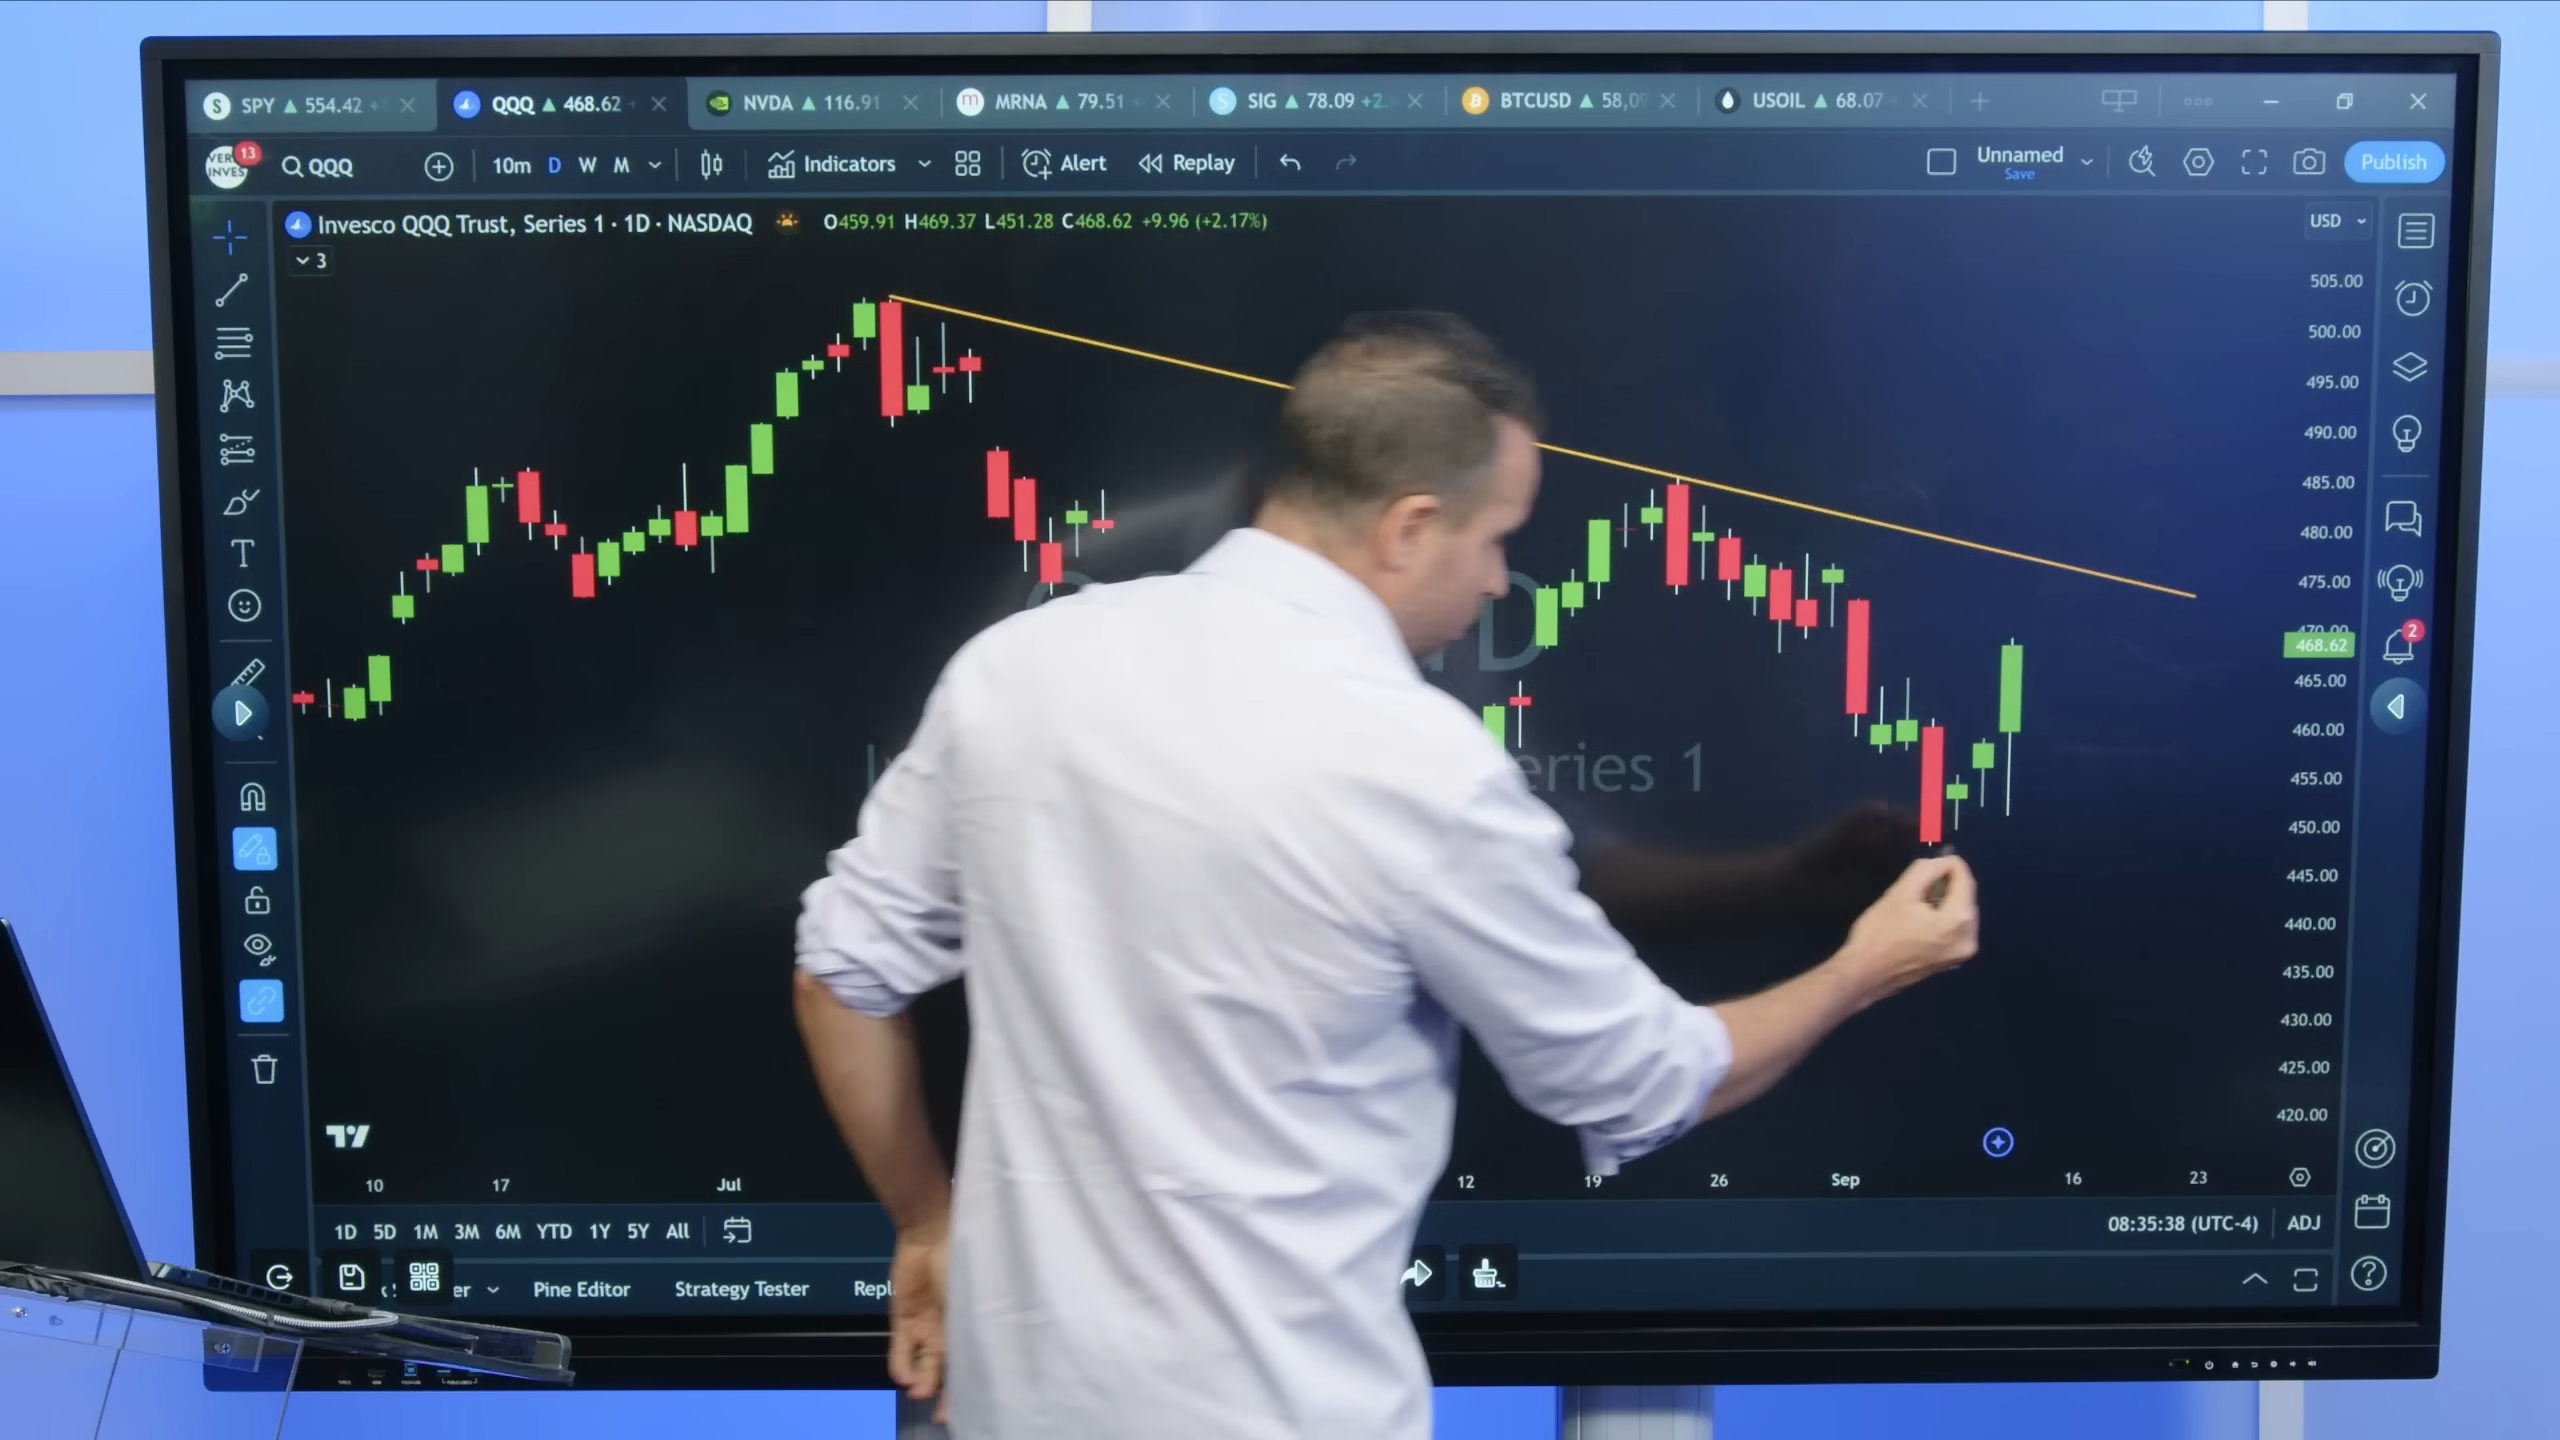 SPY ▲ 554.42
QQQ ▲ 468.62
NVDA ▲ 116.91
MRNA ▲ 79.51
SIG ▲ 78.09 +2.
BTCUSD ▲ 58,0
USOIL ▲ 68.07
13
QQQ
10m D W M
Indicators
Alert
Replay
Unnamed
Save
Publish
Invesco QQQ Trust, Series 1 · 1D · NASDAQ
O459.91 H469.37 L451.28 C468.62 +9.96 (+2.17%)
USD
3
505.00
500.00
495.00
490.00
485.00
480.00
475.00
470.00
468.62
465.00
460.00
455.00
450.00
445.00
440.00
435.00
430.00
425.00
420.00
2
eries 1
10 17 Jul 12 19 26 Sep 16 23
1D 5D 1M 3M 6M YTD 1Y 5Y All
08:35:38 (UTC-4) ADJ
er
Pine Editor
Strategy Tester
Repl